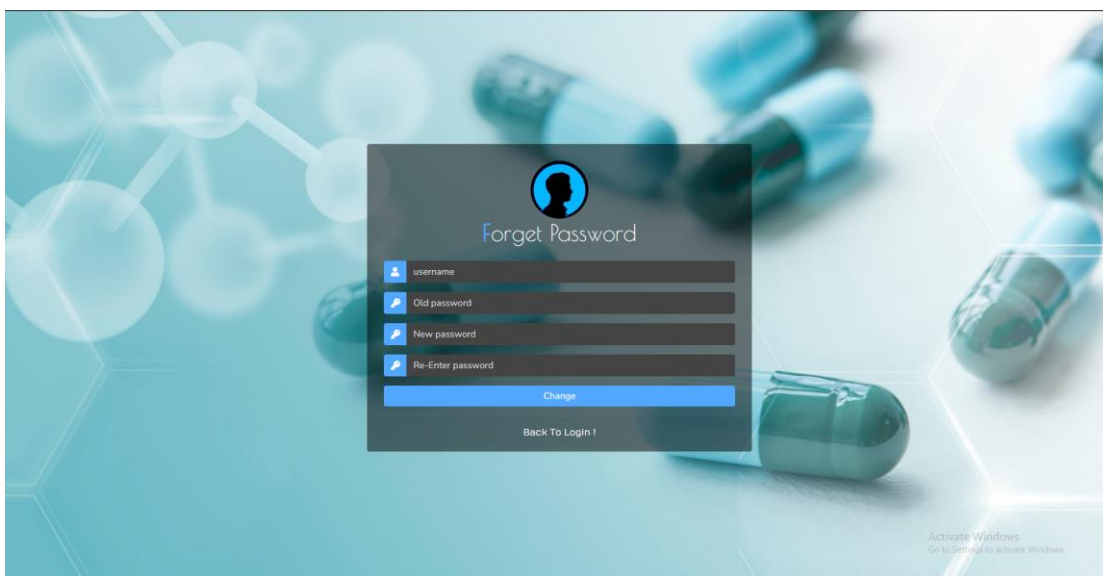 Forget Password
username
Old password
New password
Re-Enter password
Change
Back To Login !
Activate Windows
Go to Settings to activate Windows.